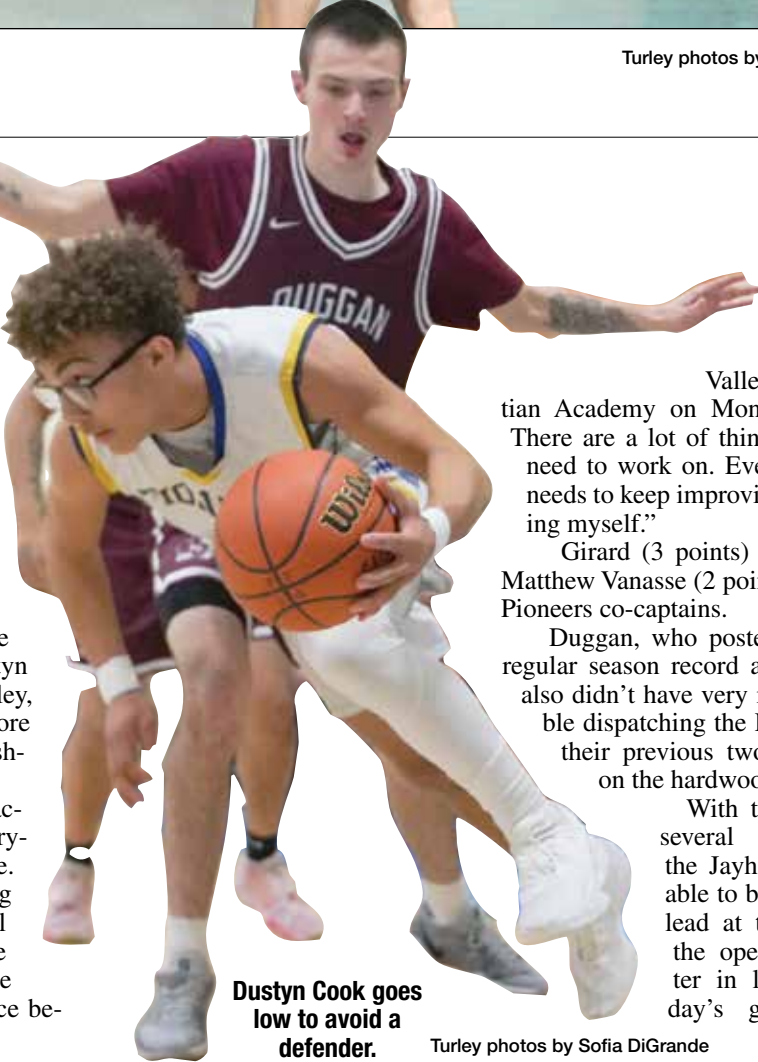 Turley photos by
DUGGAN
Wilson
e
yn
ley,
ore
sh-
ac-
ry-
e.
g
l
e
e
ce be-
Dustyn Cook goes
low to avoid a
defender.
Turley photos by Sofia DiGrande
Valle
tian Academy on Mon
There are a lot of thin
need to work on. Eve
needs to keep improvi
ing myself.”
Girard (3 points)
Matthew Vanasse (2 poi
Pioneers co-captains.
Duggan, who poste
regular season record a
also didn’t have very
ble dispatching the
their previous two
on the hardwoo
With t
several
the Jayh
able to b
lead at t
the ope
ter in l
day’s g